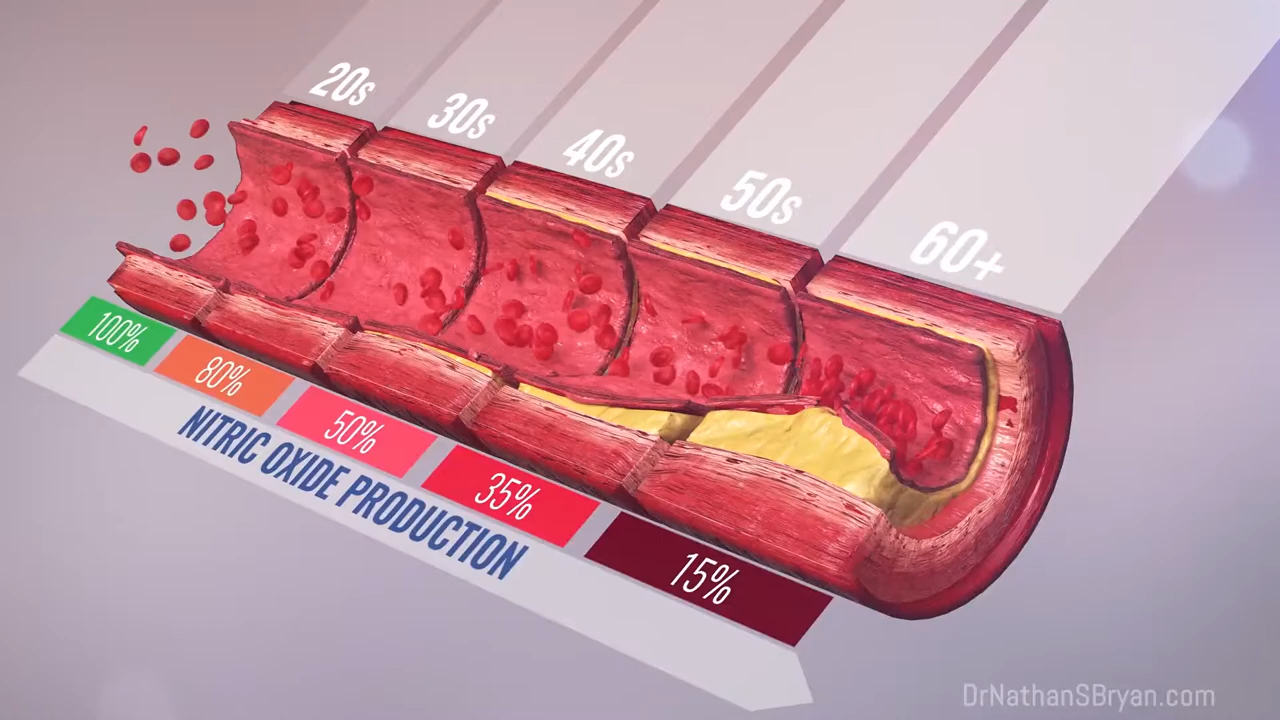 20s
30s
40s
50s
60+
100%
80%
50%
35%
15%
NITRIC OXIDE PRODUCTION
DrNathanSBryan.com